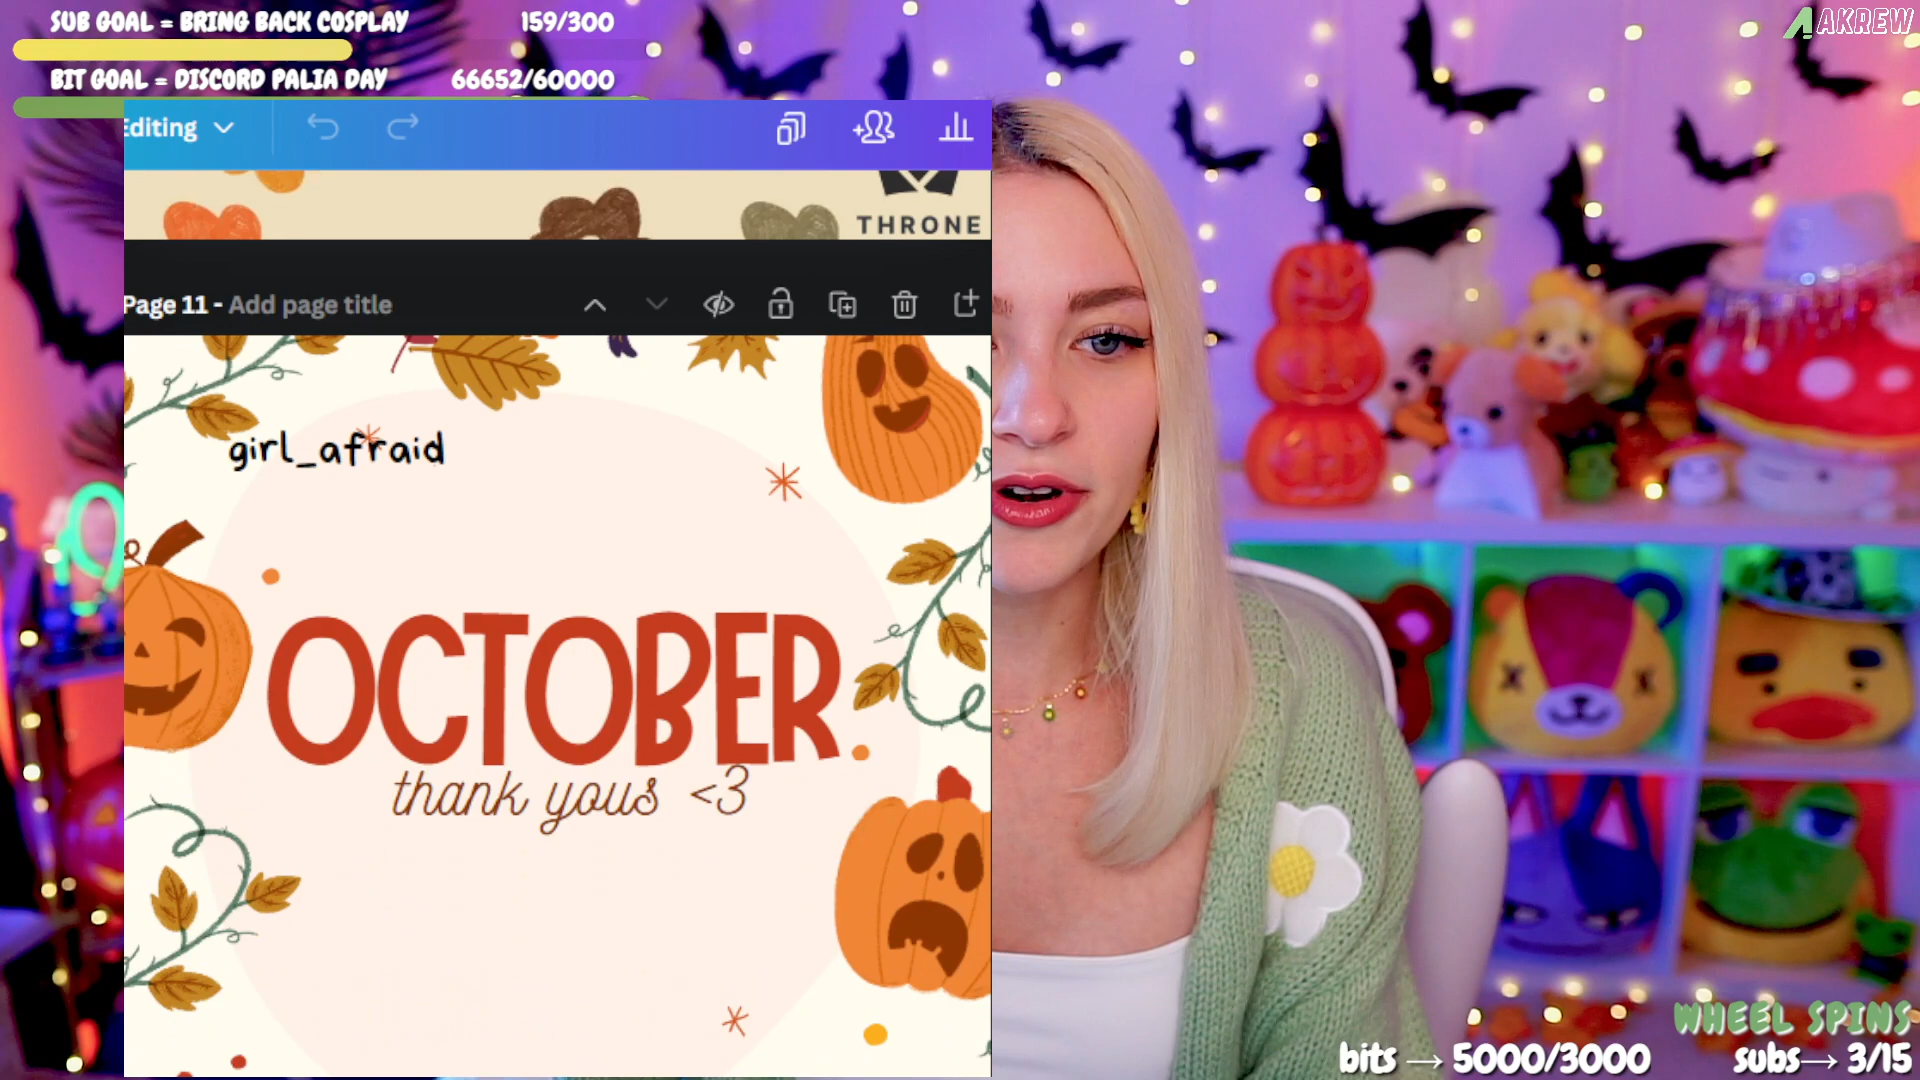 SUB GOAL = BRING BACK COSPLAY 159/300
BIT GOAL = DISCORD PALIA DAY 66652/60000
AKREW
Editing
THRONE
Page 11 - Add page title
girl_afraid
OCTOBER
thank yous <3
WHEEL SPINS
bits → 5000/3000 subs→ 3/15